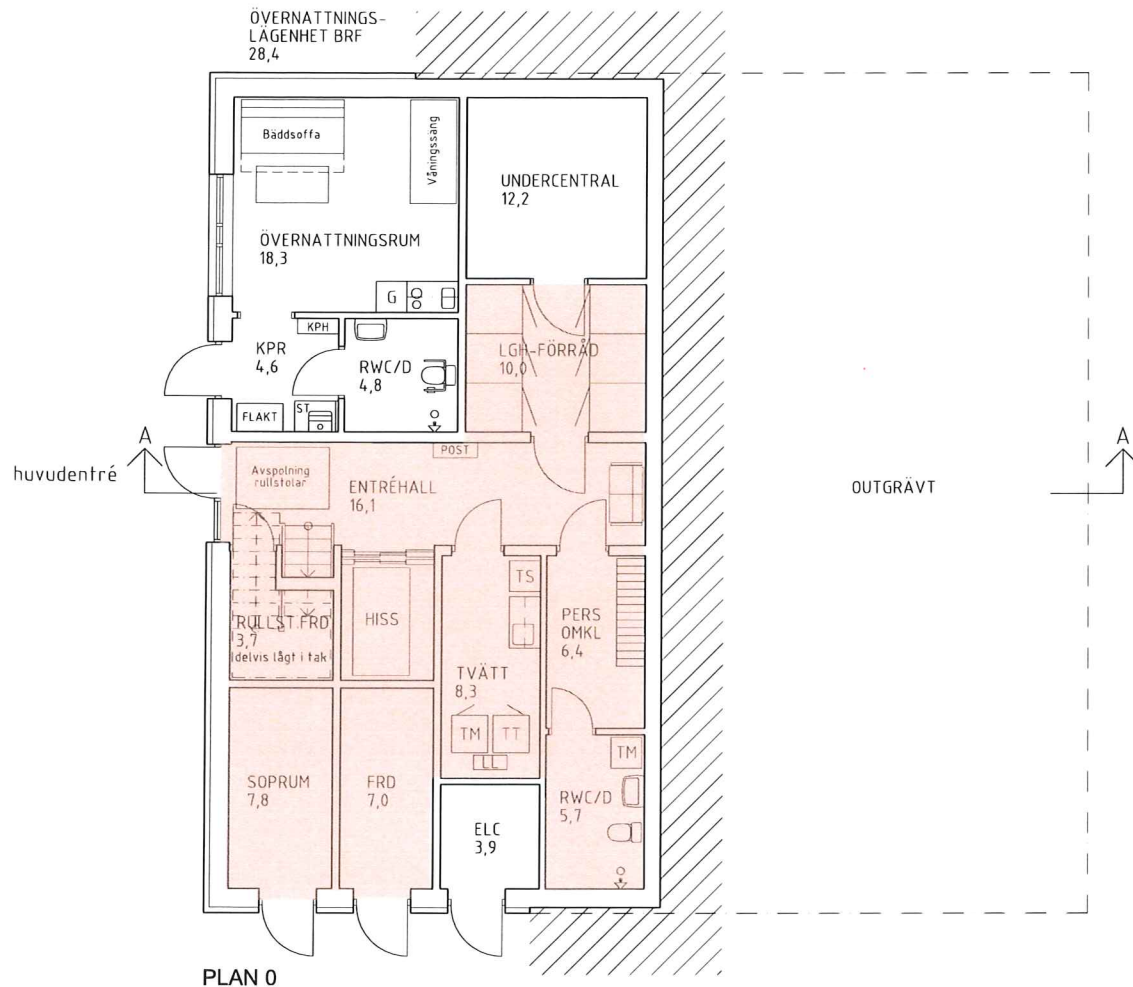 ÖVERNATTNINGS-
LÄGENHET BRF
28,4
Bäddsoffa
Våningssäng
UNDERCENTRAL
12,2
ÖVERNATTNINGSRUM
18,3
G
KPH
KPR
4,6
RWC/D
4,8
LGH-FÖRRÅD
10,0
FLÄKT
ST
A
huvudentré
POST
Avspolning
rullstolar
ENTRÉHALL
16,1
OUTGRÄVT
A
TS
HISS
PERS
OMKL
6,4
RULLST.FRD
3,7
(delvis lågt i tak)
TVÄTT
8,3
TM
TT
LL
TM
SOPRUM
7,8
FRD
7,0
RWC/D
5,7
ELC
3,9
PLAN 0